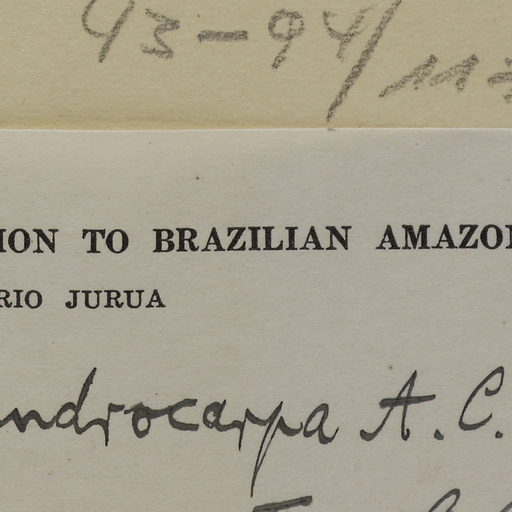 93-94/
ION TO BRAZILIAN AMAZO
RIO JURUA
ndrocarpa A. C.